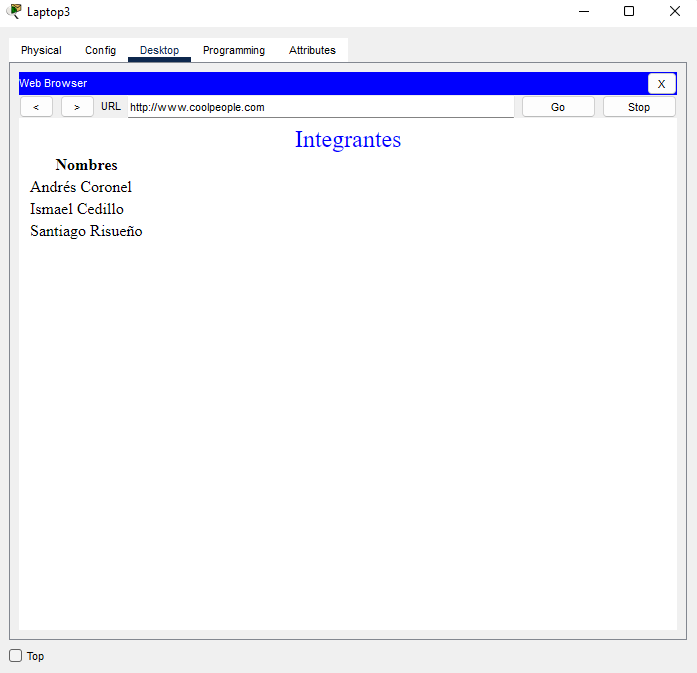 Laptop3
Physical Config Desktop Programming Attributes
Web Browser X
< > URL http://www.coolpeople.com Go Stop
Integrantes
Nombres
Andrés Coronel
Ismael Cedillo
Santiago Risueño
Top